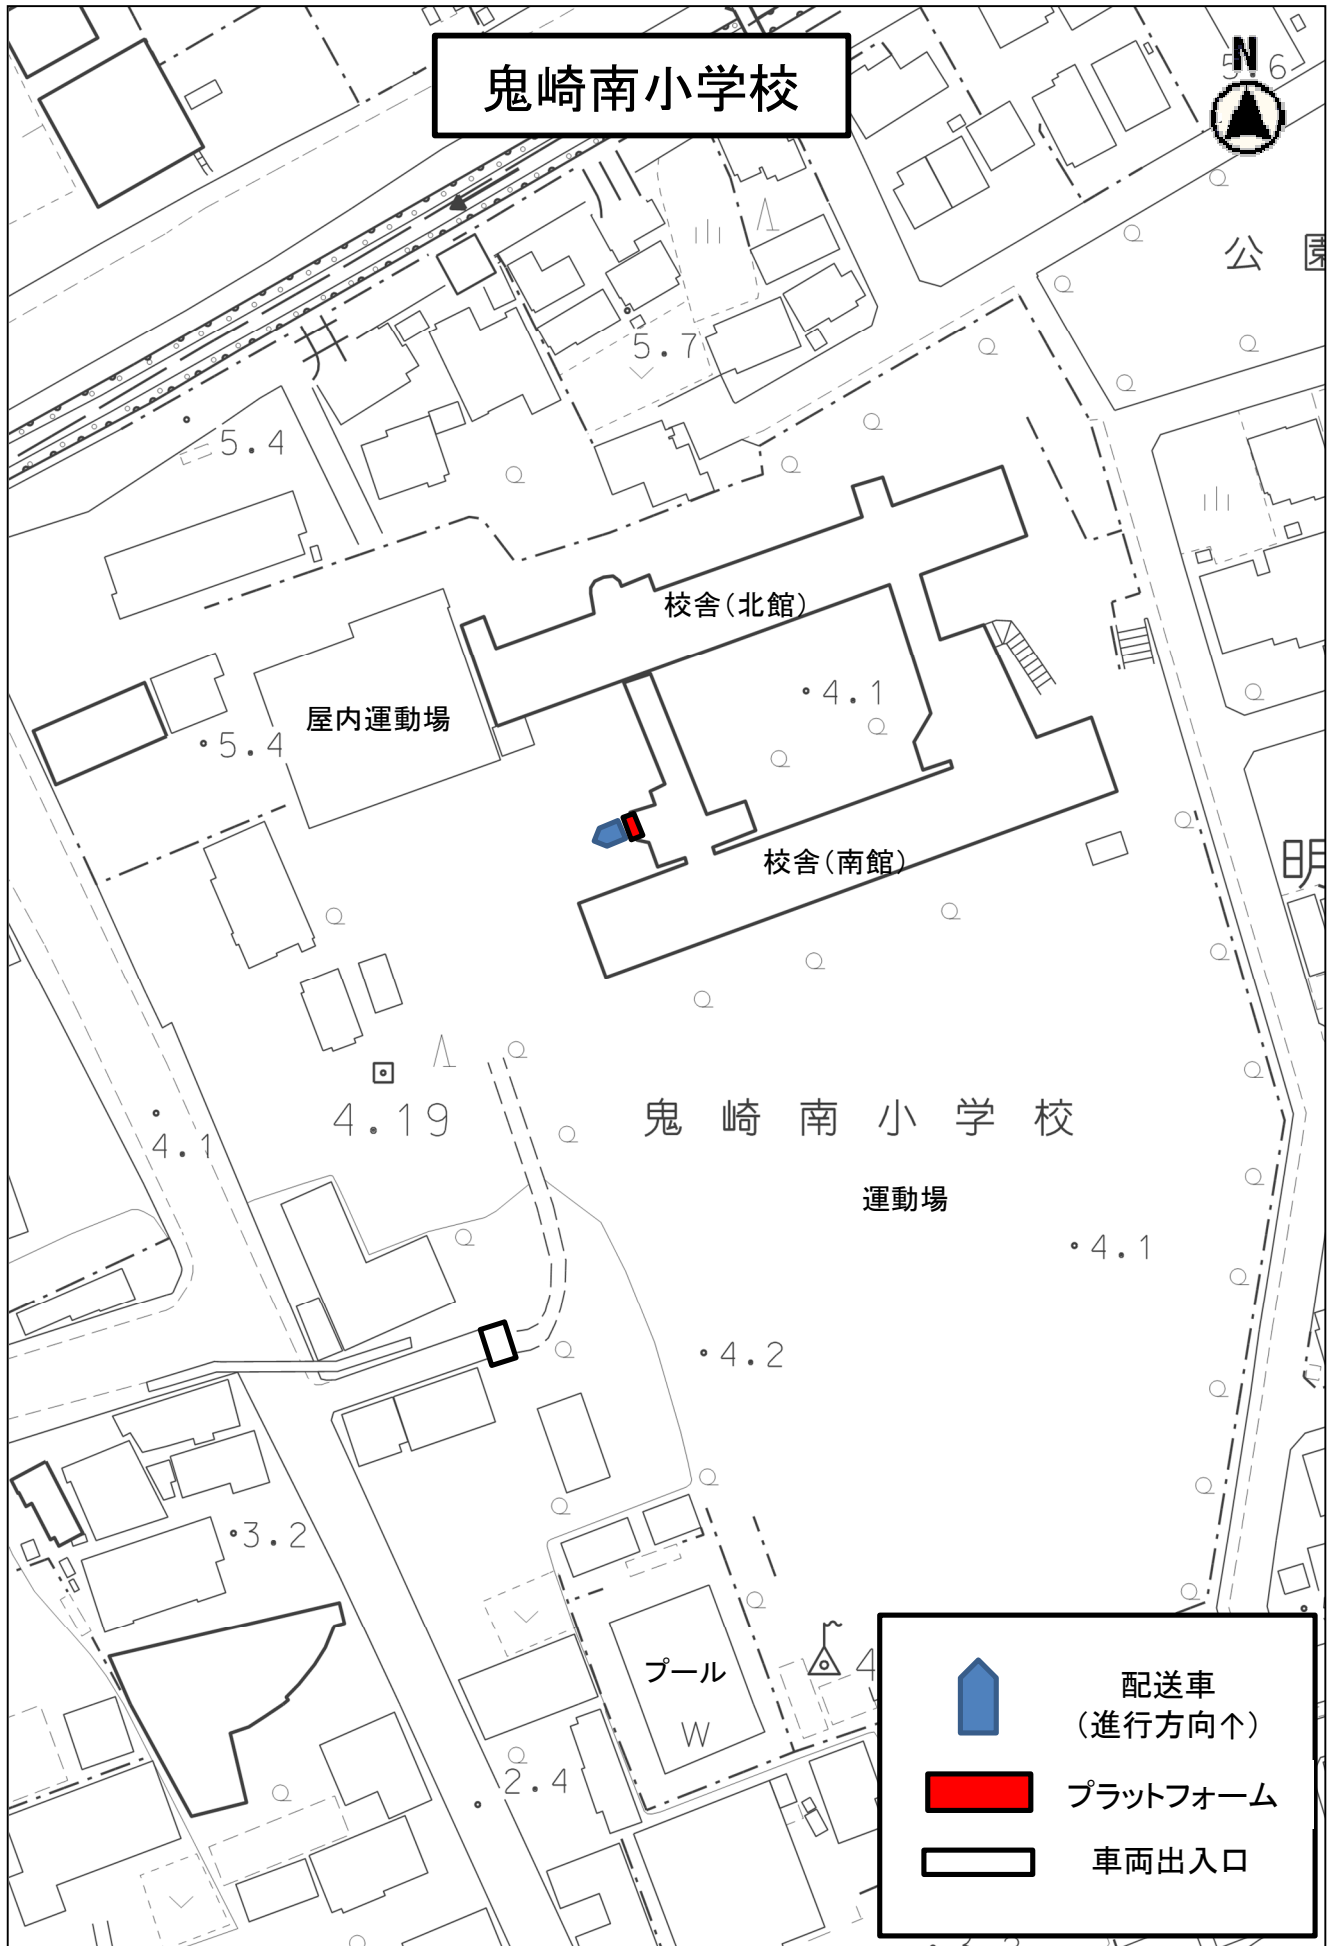 鬼崎南小学校
N
5.6
公
5.7
5.4
校舎(北館)
4.1
屋内運動場
5.4
校舎(南館)
明
4.19
鬼崎南小学校
4.1
運動場
4.1
4.2
3.2
プール
W
4
2.4
配送車
(進行方向个)
プラットフォーム
車両出入口